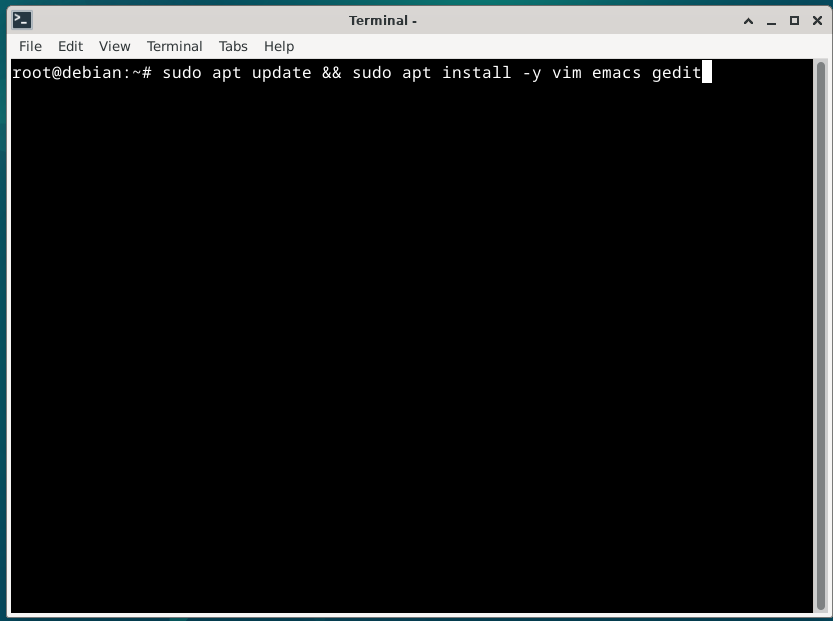 Terminal -
File Edit View Terminal Tabs Help
root@debian:~# sudo apt update && sudo apt install -y vim emacs gedit